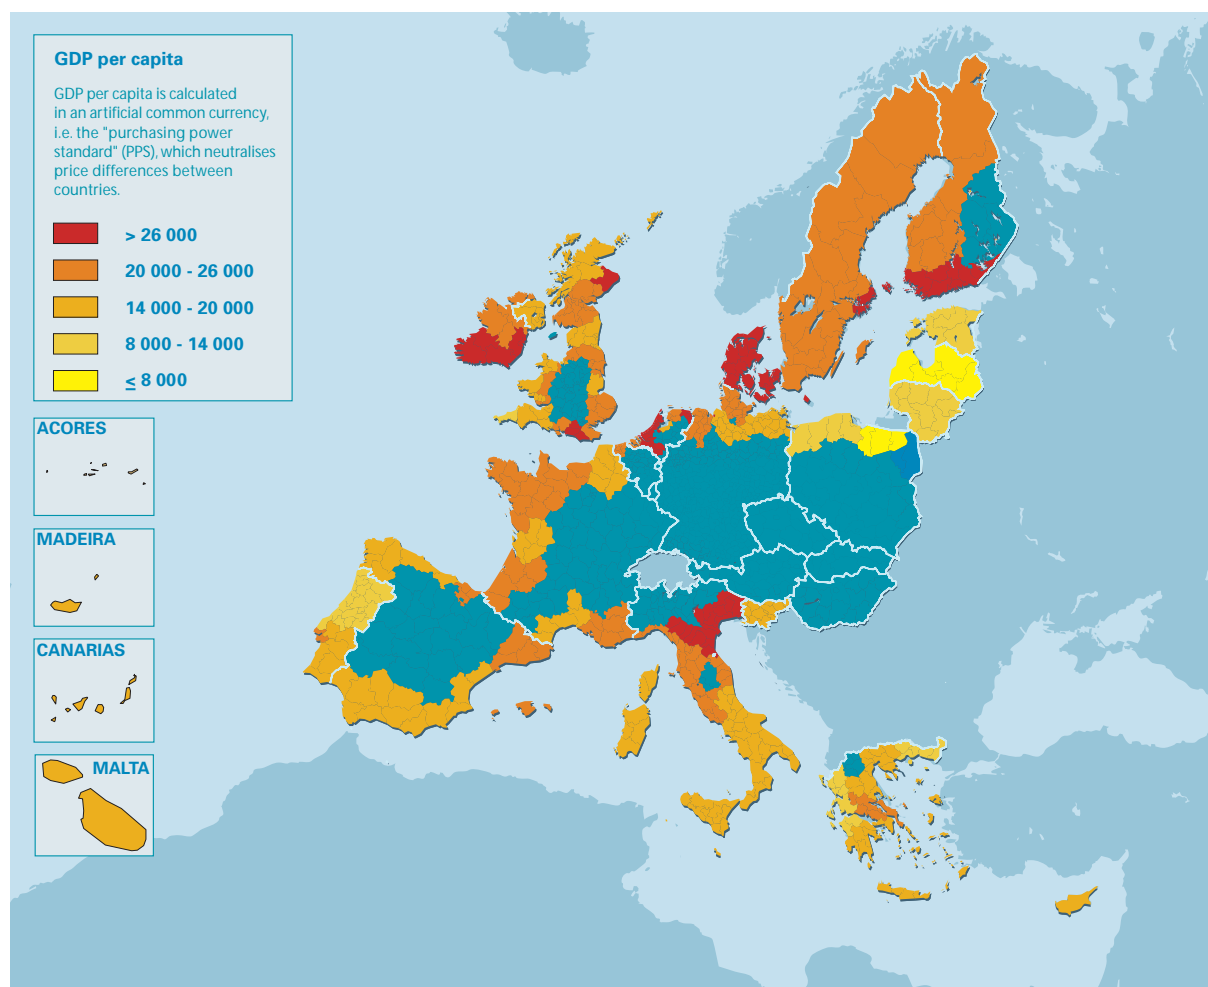 GDP per capita
GDP per capita is calculated
in an artificial common currency,
i.e. the "purchasing power
standard" (PPS), which neutralises
price differences between
countries.
> 26 000
20 000 - 26 000
14 000 - 20 000
8 000 - 14 000
≤ 8 000
ACORES
MADEIRA
CANARIAS
MALTA